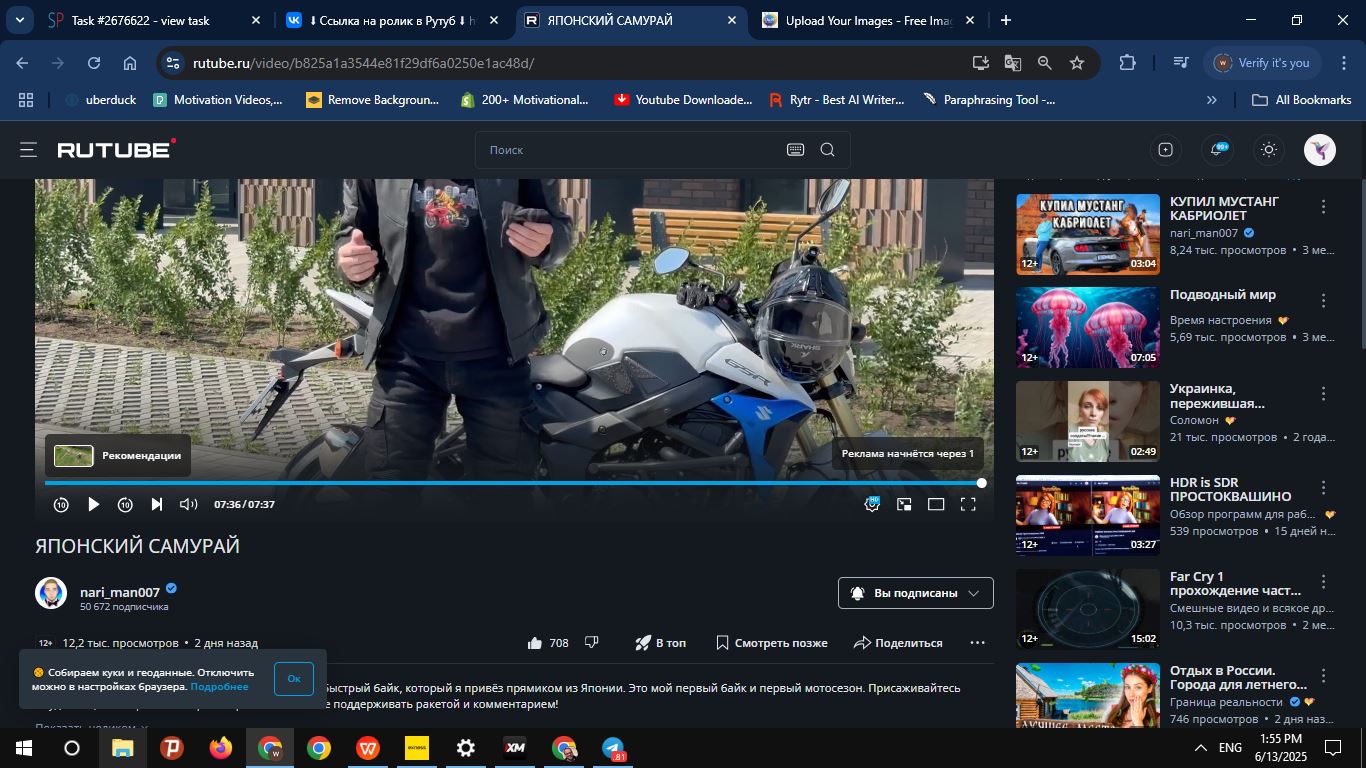 Task #2676622 - view task
⬇Ссылка на ролик в Рутуб⬇ h
ЯПОНСКИЙ САМУРАЙ
Upload Your Images - Free Imag
rutube.ru/video/b825a1a3544e81f29df6a0250e1ac48d/
Verify it's you
uberduck
Motivation Videos,...
Remove Backgroun...
200+ Motivational...
Youtube Downloade...
Rytr - Best AI Writer...
Paraphrasing Tool -...
All Bookmarks
RUTUBE
Поиск
99+
SHARK
GSR
Рекомендации
Реклама начнётся через 1
10
10
07:36 / 07:37
HD
ЯПОНСКИЙ САМУРАЙ
nari_man007
50 672 подписчика
Вы подписаны
12+ 12,2 тыс. просмотров • 2 дня назад
708
В топ
Смотреть позже
Поделиться
Собираем куки и геоданные. Отключить
можно в настройках браузера. Подробнее
Ок
быстрый байк, который я привёз прямиком из Японии. Это мой первый байк и первый мотосезон. Присаживайтесь
е поддерживать ракетой и комментарием!
Показать целиком
КУПИЛ МУСТАНГ
КАБРИОЛЕТ
12+
03:04
КУПИЛ МУСТАНГ
КАБРИОЛЕТ
nari_man007
8,24 тыс. просмотров • 3 ме...
12+
07:05
Подводный мир
Время настроения
5,69 тыс. просмотров • 3 ме...
12+
02:49
Украинка,
пережившая...
Соломон
21 тыс. просмотров • 2 года...
12+
03:27
HDR is SDR
ПРОСТОКВАШИНО
Обзор программ для раб...
539 просмотров • 15 дней н...
12+
15:02
Far Cry 1
прохождение част...
Смешные видео и всякое др...
10,3 тыс. просмотров • 2 ме...
Отдых в России.
Города для летнего...
Граница реальности
746 просмотров • 2 дня наз...
exness
XM
81
ENG
1:55 PM
6/13/2025